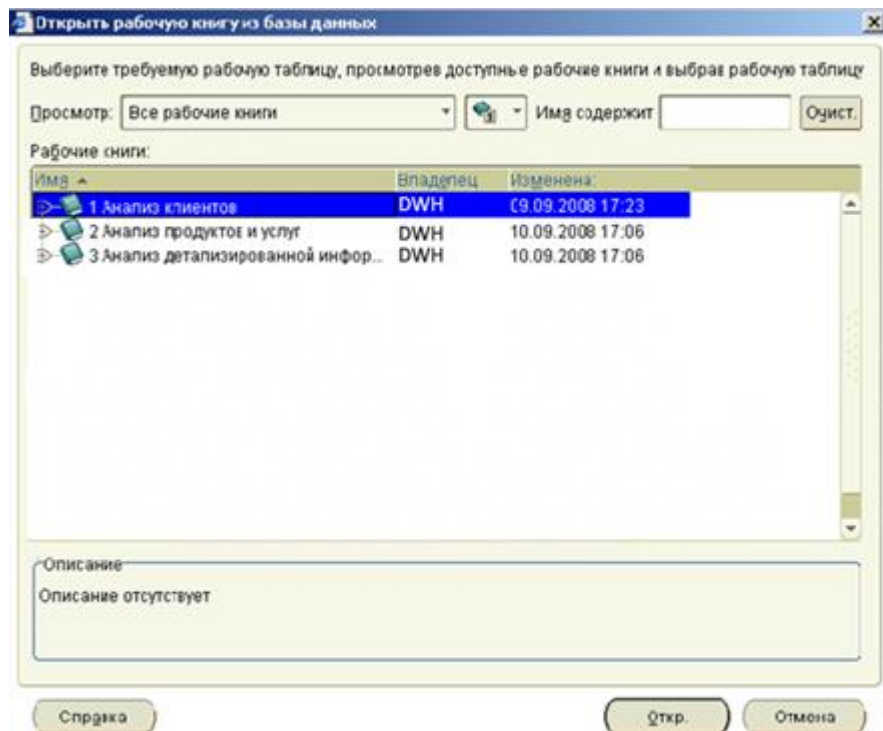 Открыть рабочую книгу из базы данных
Выберите требуемую рабочую таблицу, просмотрев доступные рабочие книги и выбрав рабочую таблицу
Просмотр: Все рабочие книги Имя содержит Очист.
Рабочие книги:
Имя Владелец Изменена:
1 Анализ клиентов DWH 09.09.2008 17:23
2 Анализ продуктов и услуг DWH 10.09.2008 17:06
3 Анализ детализированной инфор... DWH 10.09.2008 17:06
Описание
Описание отсутствует
Справка Откр. Отмена